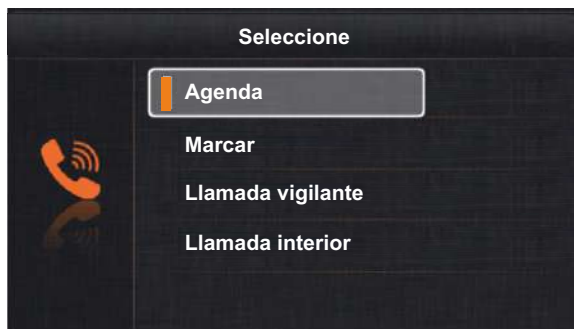 Seleccione
Agenda
Marcar
Llamada vigilante
Llamada interior